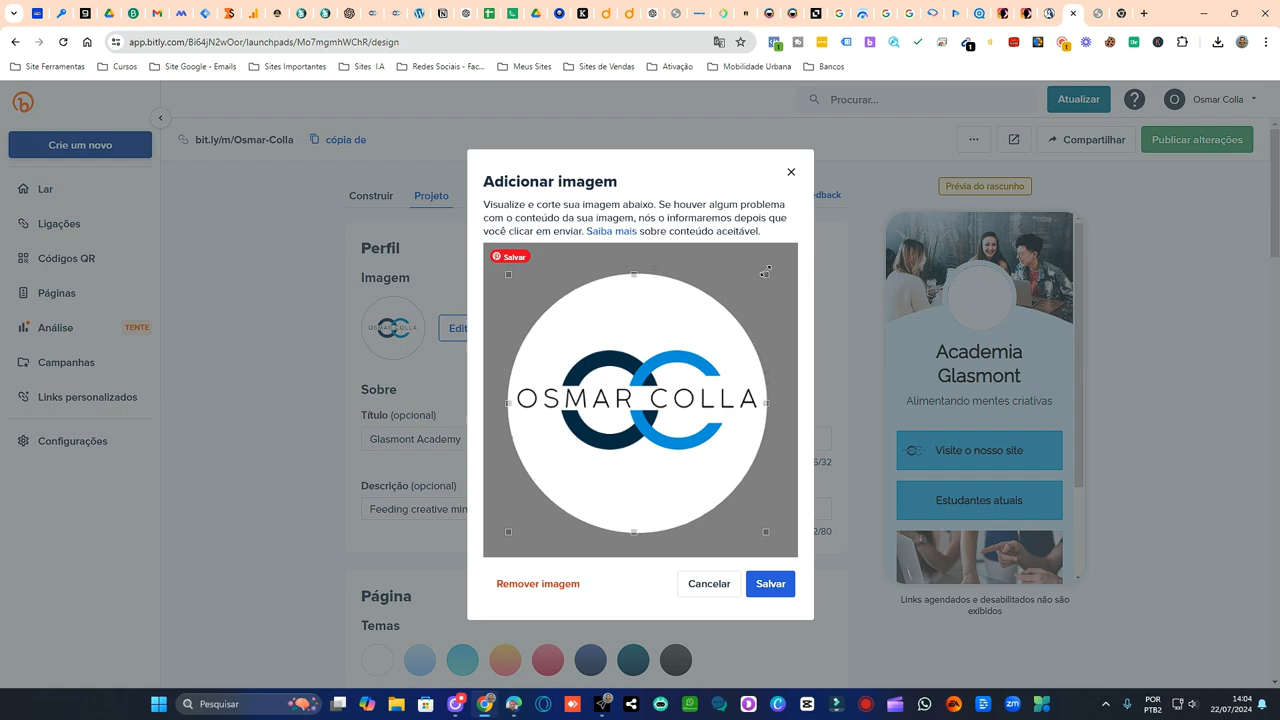 app.bitly.com/Bi64jN2wOor/launchpads/Mo7mgmhWChR/design
Site Ferramentas
Cursos
Site Google - Emails
Sites Importantes
Sites I.A
Redes Sociais - Fac...
Meus Sites
Sites de Vendas
Ativação
Mobilidade Urbana
Bancos
Procurar...
Atualizar
O
Osmar Colla
Crie um novo
bit.ly/m/Osmar-Colla
cópia de
Compartilhar
Publicar alterações
Lar
Ligações
Códigos QR
Páginas
Análise
TENTE
Campanhas
Links personalizados
Configurações
Construir
Projeto
Perfil
Imagem
OSMAR COLLA
Sobre
Título (opcional)
Glasmont Academy
Descrição (opcional)
Página
Temas
Adicionar imagem
Visualize e corte sua imagem abaixo. Se houver algum problema
com o conteúdo da sua imagem, nós o informaremos depois que
você clicar em enviar. Saiba mais sobre conteúdo aceitável.
Salvar
OSMAR COLLA
Remover imagem
Cancelar
Salvar
Prévia do rascunho
Academia
Glasmont
Alimentando mentes criativas
Visite o nosso site
Estudantes atuais
Links agendados e desabilitados não são
exibidos
Pesquisar
POR
PTB2
14:04
22/07/2024